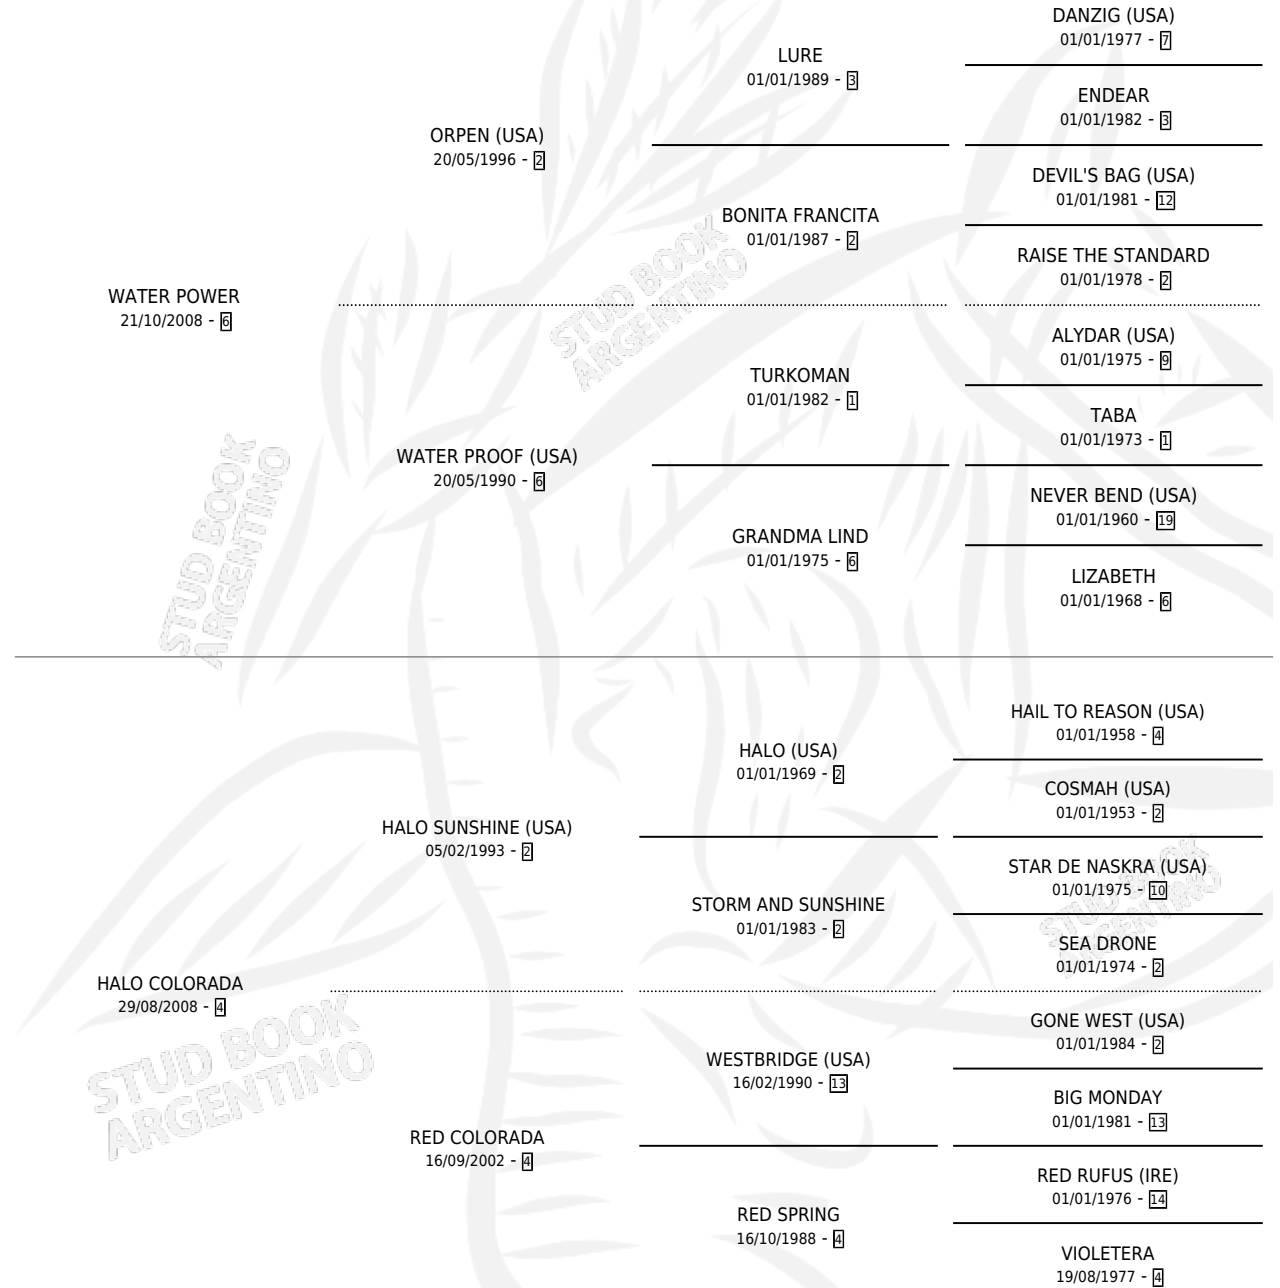 DANZIG (USA)
01/01/1977 - 7
LURE
01/01/1989 - 3
ENDEAR
01/01/1982 - 3
ORPEN (USA)
20/05/1996 - 2
DEVIL'S BAG (USA)
01/01/1981 - 12
BONITA FRANCITA
01/01/1987 - 2
RAISE THE STANDARD
01/01/1978 - 2
WATER POWER
21/10/2008 - 6
STUD BOOK
ARGENTINO
ALYDAR (USA)
01/01/1975 - 9
TURKOMAN
01/01/1982 - 1
TABA
01/01/1973 - 1
WATER PROOF (USA)
20/05/1990 - 6
NEVER BEND (USA)
01/01/1960 - 19
GRANDMA LIND
01/01/1975 - 6
LIZABETH
01/01/1968 - 6
STUD BOOK
ARGENTINO
HAIL TO REASON (USA)
01/01/1958 - 4
HALO (USA)
01/01/1969 - 2
COSMAH (USA)
01/01/1953 - 2
HALO SUNSHINE (USA)
05/02/1993 - 2
STAR DE NASKRA (USA)
01/01/1975 - 10
STORM AND SUNSHINE
01/01/1983 - 2
STUD BOOK
ARGENTINO
SEA DRONE
01/01/1974 - 2
HALO COLORADA
29/08/2008 - 4
GONE WEST (USA)
01/01/1984 - 2
WESTBRIDGE (USA)
16/02/1990 - 13
BIG MONDAY
01/01/1981 - 13
STUD BOOK
ARGENTINO
RED COLORADA
16/09/2002 - 4
RED RUFUS (IRE)
01/01/1976 - 14
RED SPRING
16/10/1988 - 4
VIOLETERA
19/08/1977 - 4